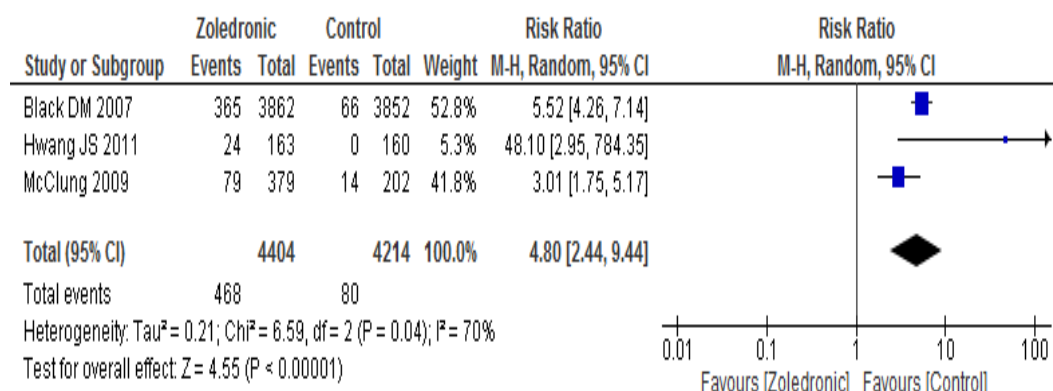 Zoledronic Control Risk Ratio Risk Ratio
Study or Subgroup Events Total Events Total Weight M-H, Random, 95% CI M-H, Random, 95% CI
Black DM 2007 365 3862 66 3852 52.8% 5.52 [4.26, 7.14]
Hwang JS 2011 24 163 0 160 5.3% 48.10 [2.95, 784.35]
McClung 2009 79 379 14 202 41.8% 3.01 [1.75, 5.17]
Total (95% CI) 4404 4214 100.0% 4.80 [2.44, 9.44]
Total events 468 80
Heterogeneity: Tau² = 0.21; Chi² = 6.59, df = 2 (P = 0.04); I² = 70%
Test for overall effect: Z = 4.55 (P < 0.00001)
0.01 0.1 1 10 100
Favours [Zoledronic] Favours [Control]